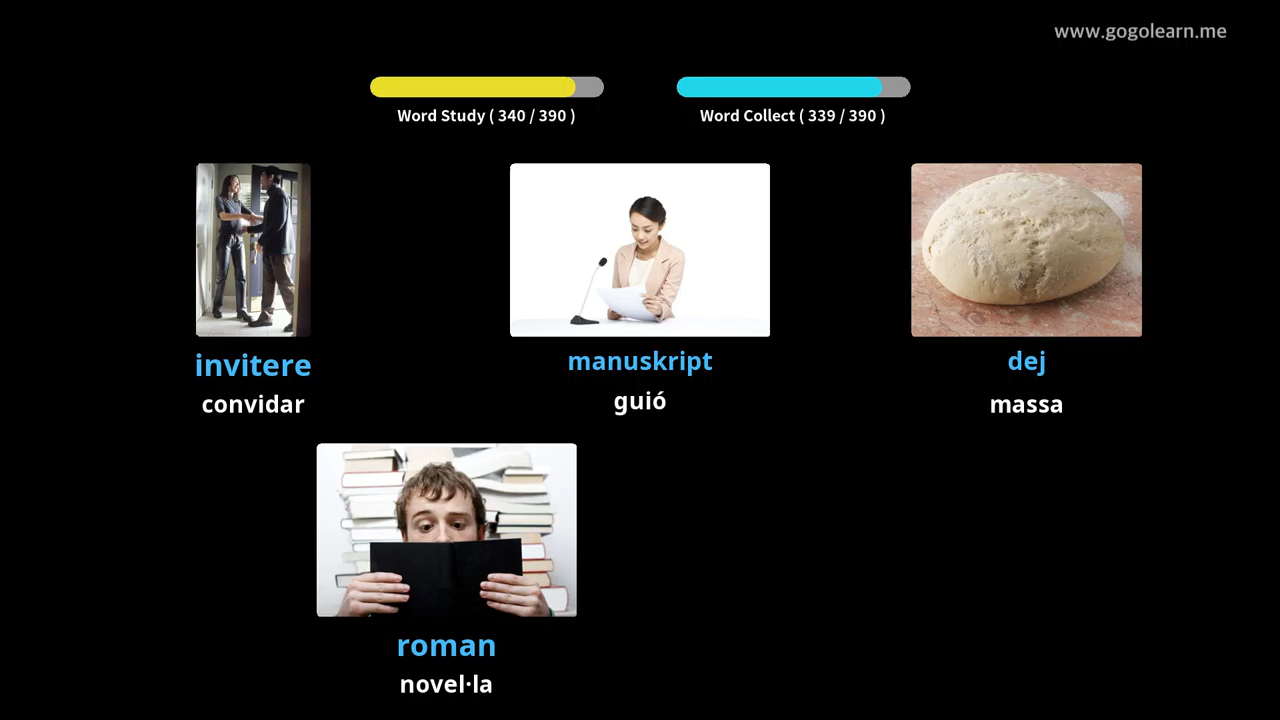 www.gogolearn.me
Word Study ( 340 / 390 )
Word Collect ( 339 / 390 )
invitere
convidar
manuskript
guió
dej
massa
roman
novel·la